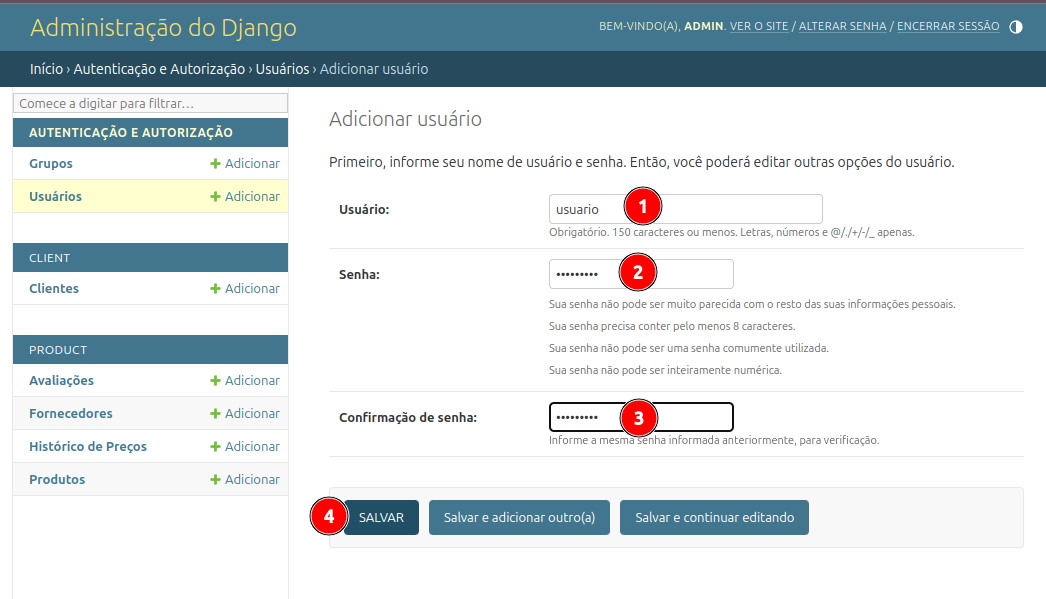 Administração do Django
BEM-VINDO(A), ADMIN. VER O SITE / ALTERAR SENHA / ENCERRAR SESSÃO
Início › Autenticação e Autorização › Usuários › Adicionar usuário
Comece a digitar para filtrar…
AUTENTICAÇÃO E AUTORIZAÇÃO
Grupos
Adicionar
Usuários
Adicionar
CLIENT
Clientes
Adicionar
PRODUCT
Avaliações
Adicionar
Fornecedores
Adicionar
Histórico de Preços
Adicionar
Produtos
Adicionar
Adicionar usuário
Primeiro, informe seu nome de usuário e senha. Então, você poderá editar outras opções do usuário.
Usuário:
usuario
1
Obrigatório. 150 caracteres ou menos. Letras, números e @/./+/-/_ apenas.
Senha:
•••••••••
2
Sua senha não pode ser muito parecida com o resto das suas informações pessoais.
Sua senha precisa conter pelo menos 8 caracteres.
Sua senha não pode ser uma senha comumente utilizada.
Sua senha não pode ser inteiramente numérica.
Confirmação de senha:
•••••••••
3
Informe a mesma senha informada anteriormente, para verificação.
4
SALVAR
Salvar e adicionar outro(a)
Salvar e continuar editando